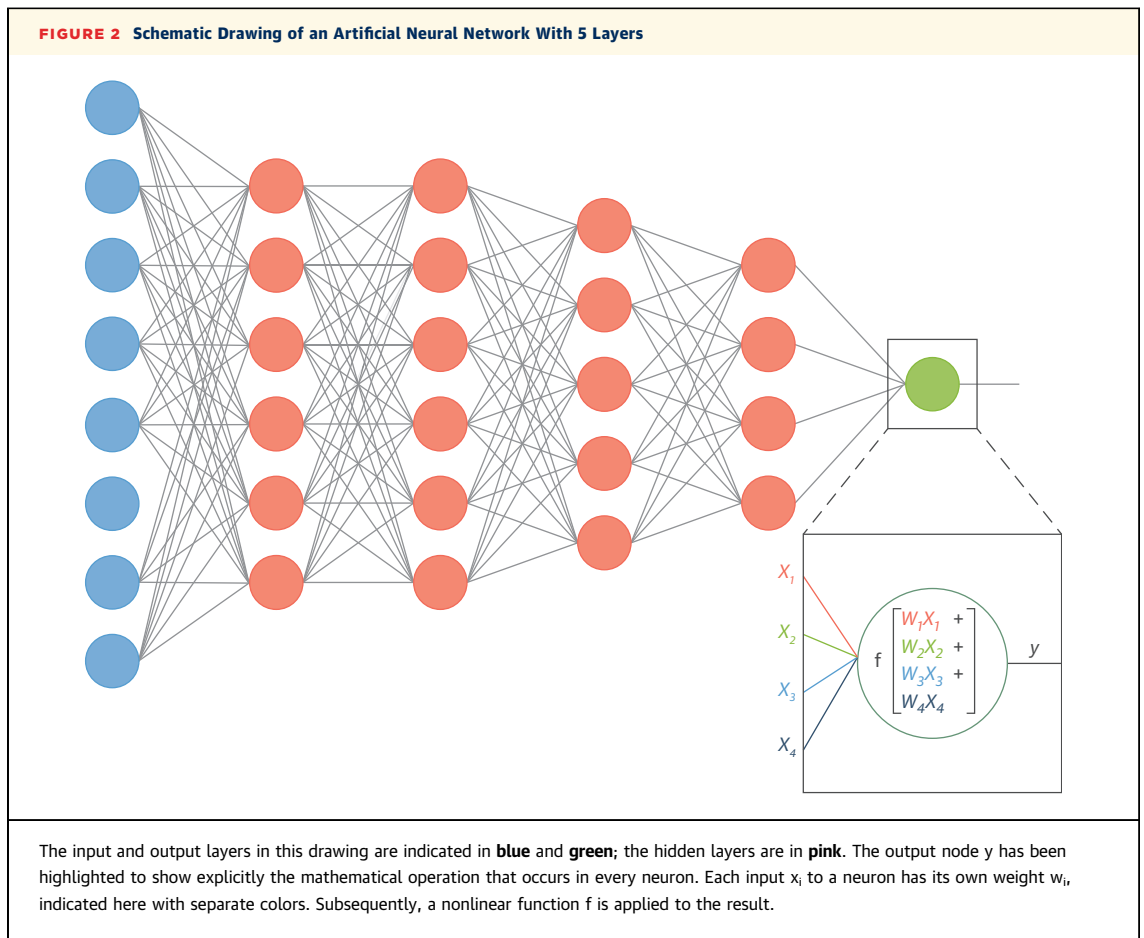 FIGURE 2 Schematic Drawing of an Artificial Neural Network With 5 Layers
X₁
X₂
X₃
X₄
f
W₁X₁ +
W₂X₂ +
W₃X₃ +
W₄X₄
y
The input and output layers in this drawing are indicated in blue and green; the hidden layers are in pink. The output node y has been
highlighted to show explicitly the mathematical operation that occurs in every neuron. Each input xᵢ to a neuron has its own weight wᵢ,
indicated here with separate colors. Subsequently, a nonlinear function f is applied to the result.